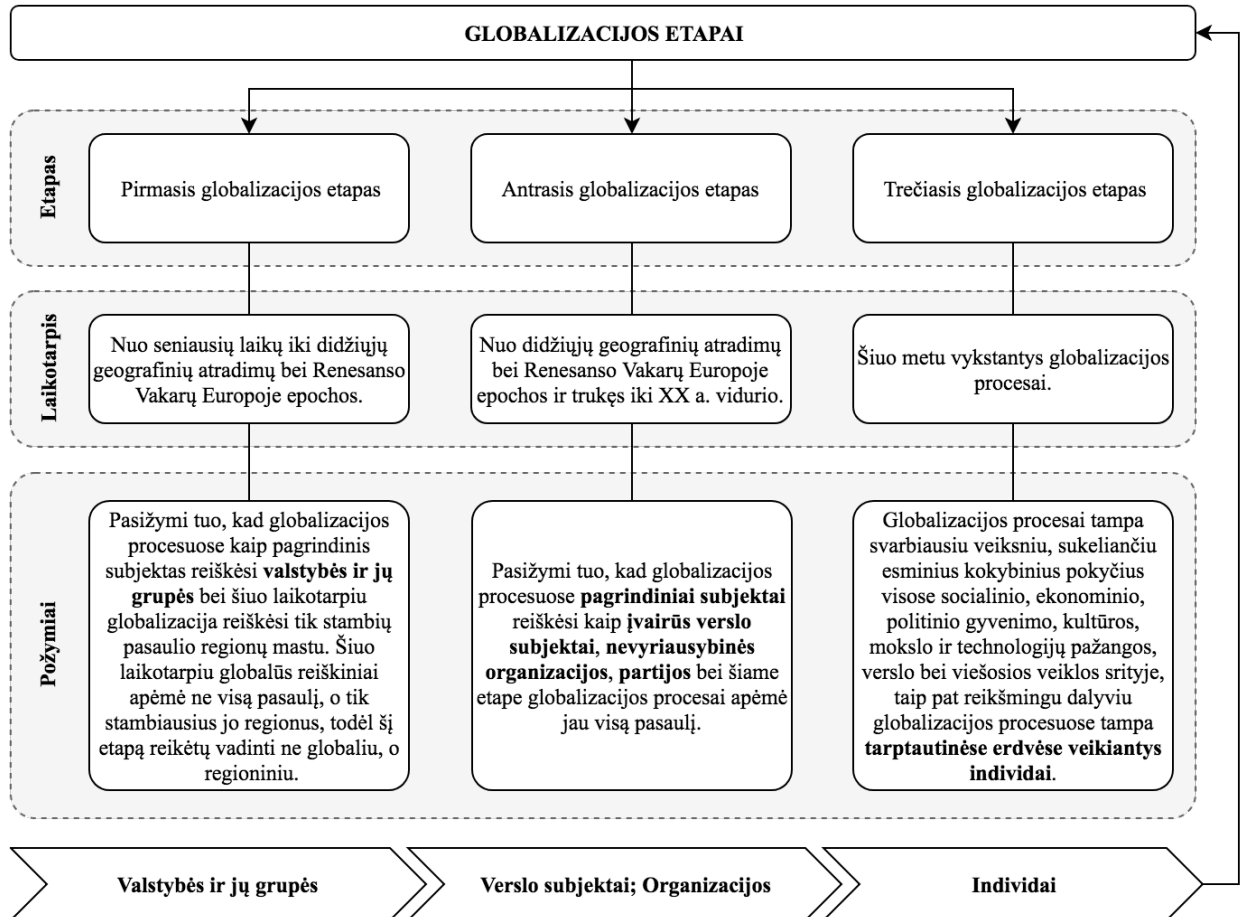 GLOBALIZACIJOS ETAPAI
Etapas
Pirmasis globalizacijos etapas
Antrasis globalizacijos etapas
Trečiasis globalizacijos etapas
Laikotarpis
Nuo seniausių laikų iki didžiųjų
geografinių atradimų bei Renesanso
Vakarų Europoje epochos.
Nuo didžiųjų geografinių atradimų
bei Renesanso Vakarų Europoje
epochos ir trukęs iki XX a. vidurio.
Šiuo metu vykstantys globalizacijos
procesai.
Požymiai
Pasižymi tuo, kad globalizacijos
procesuose kaip pagrindinis
subjektas reiškėsi valstybės ir jų
grupės bei šiuo laikotarpiu
globalizacija reiškėsi tik stambių
pasaulio regionų mastu. Šiuo
laikotarpiu globalūs reiškiniai
apėmė ne visą pasaulį, o tik
stambiausius jo regionus, todėl šį
etapą reikėtų vadinti ne globaliu, o
regioniniu.
Pasižymi tuo, kad globalizacijos
procesuose pagrindiniai subjektai
reiškėsi kaip įvairūs verslo
subjektai, nevyriausybinės
organizacijos, partijos bei šiame
etape globalizacijos procesai apėmė
jau visą pasaulį.
Globalizacijos procesai tampa
svarbiausiu veiksniu, sukeliančiu
esminius kokybinius pokyčius
visose socialinio, ekonominio,
politinio gyvenimo, kultūros,
mokslo ir technologijų pažangos,
verslo bei viešosios veiklos srityje,
taip pat reikšmingu dalyviu
globalizacijos procesuose tampa
tarptautinėse erdvėse veikiantys
individai.
Valstybės ir jų grupės
Verslo subjektai; Organizacijos
Individai